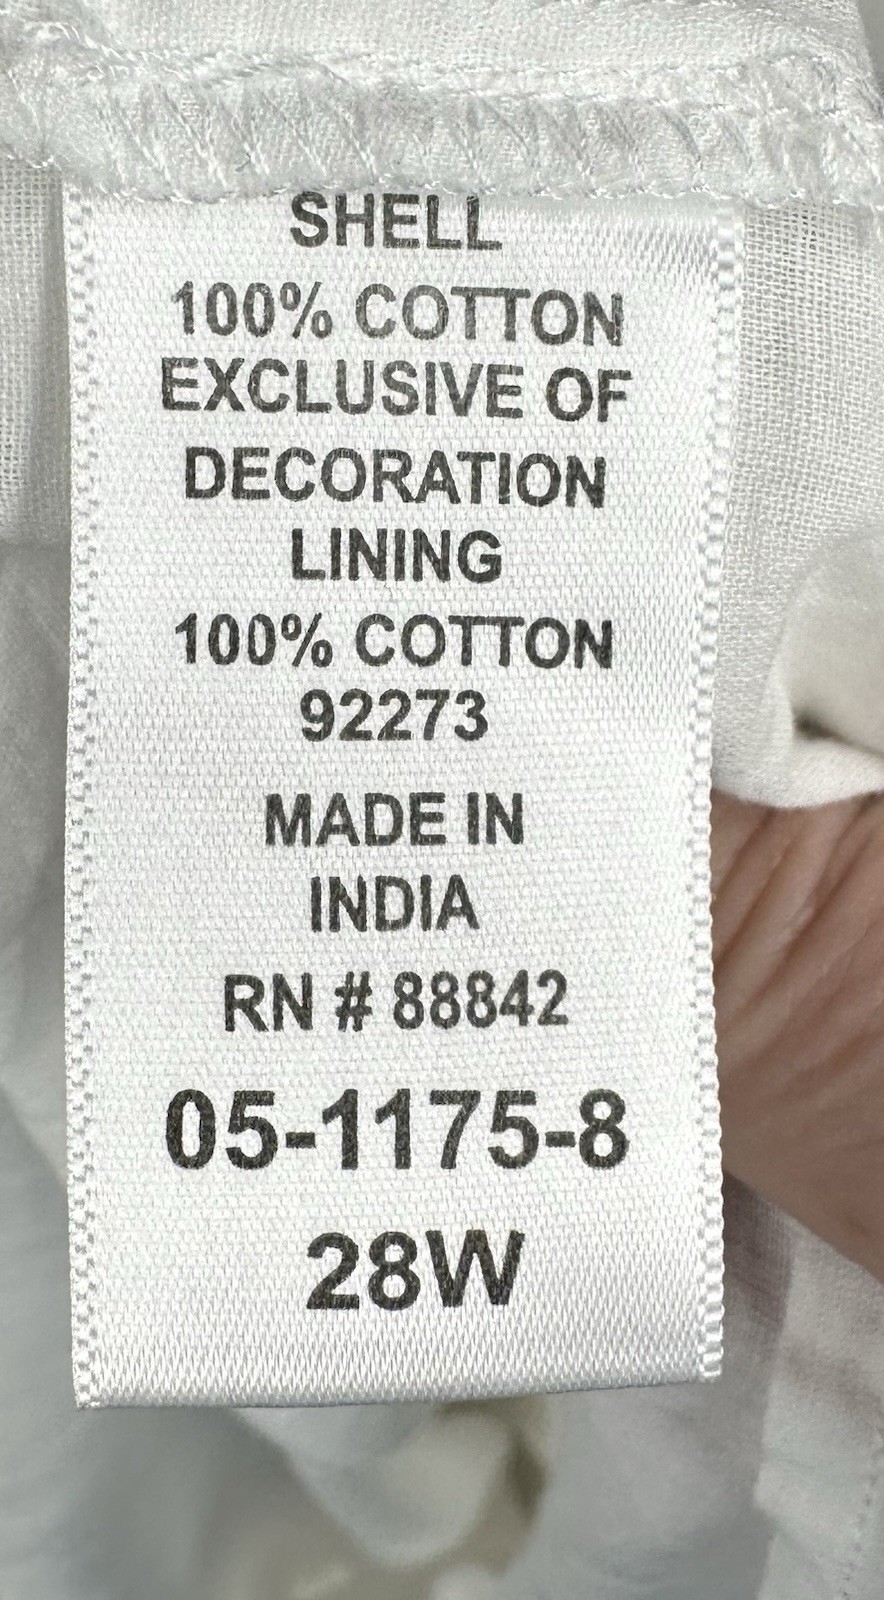 SHELL
100% COTTON
EXCLUSIVE OF
DECORATION
LINING
100% COTTON
92273
MADE IN
INDIA
RN # 88842
05-1175-8
28W